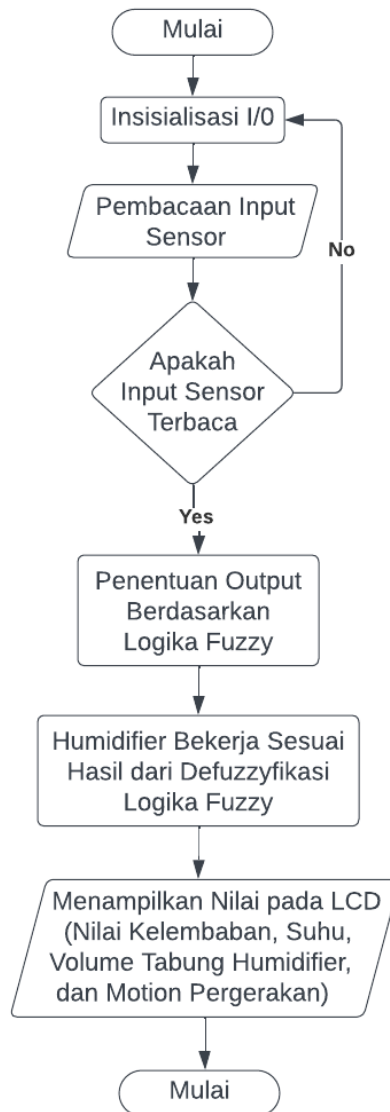 Mulai
Insisialisasi I/0
Pembacaan Input
Sensor
No
Apakah
Input Sensor
Terbaca
Yes
Penentuan Output
Berdasarkan
Logika Fuzzy
Humidifier Bekerja Sesuai
Hasil dari Defuzzyfikasi
Logika Fuzzy
Menampilkan Nilai pada LCD
(Nilai Kelembaban, Suhu,
Volume Tabung Humidifier,
dan Motion Pergerakan)
Mulai